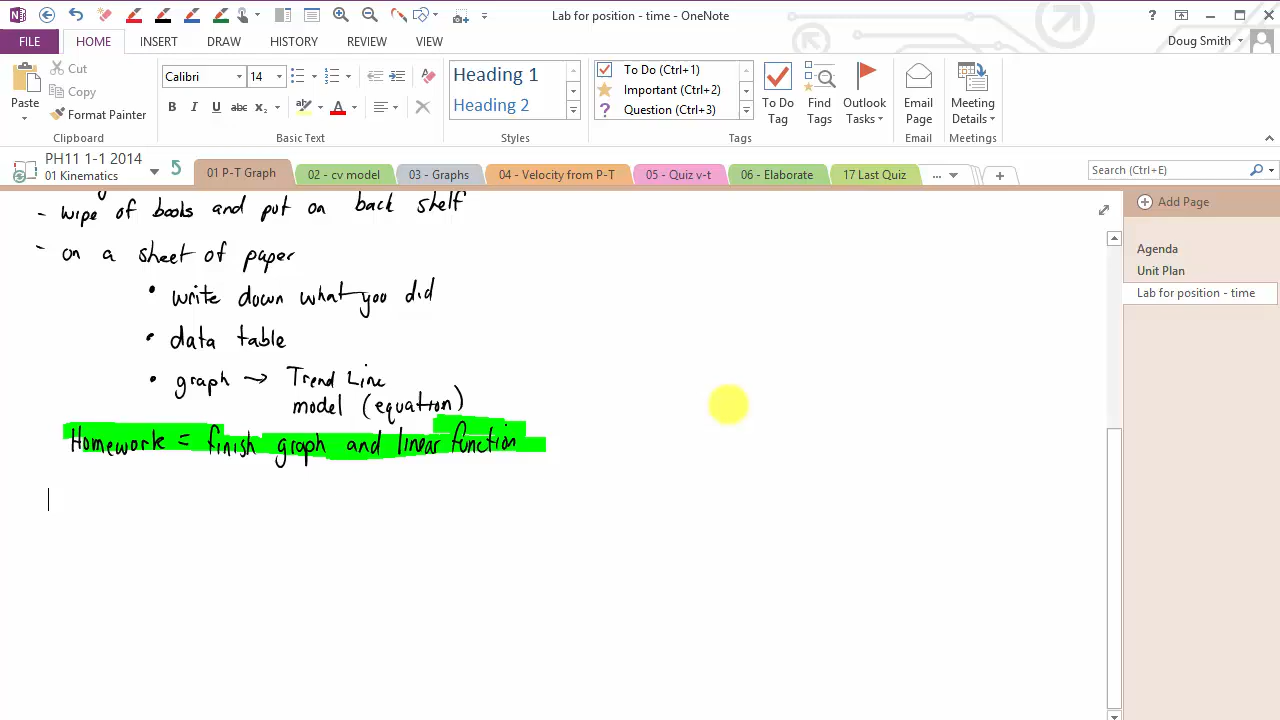 Lab for position - time - OneNote
FILE HOME INSERT DRAW HISTORY REVIEW VIEW
Doug Smith
Paste
Cut
Copy
Format Painter
Clipboard
Calibri 14
B I U abc X₂ A
Basic Text
Heading 1
Heading 2
Styles
To Do (Ctrl+1)
Important (Ctrl+2)
Question (Ctrl+3)
To Do Tag
Find Tags
Outlook Tasks
Tags
Email Page
Email
Meeting Details
Meetings
PH11 1-1 2014
01 Kinematics
01 P-T Graph
02 - cv model
03 - Graphs
04 - Velocity from P-T
05 - Quiz v-t
06 - Elaborate
17 Last Quiz
...
Search (Ctrl+E)
- wipe of books and put on back shelf
- on a sheet of paper
• write down what you did
• data table
• graph → Trend Line
model (equation)
Homework = finish graph and linear function
Add Page
Agenda
Unit Plan
Lab for position - time